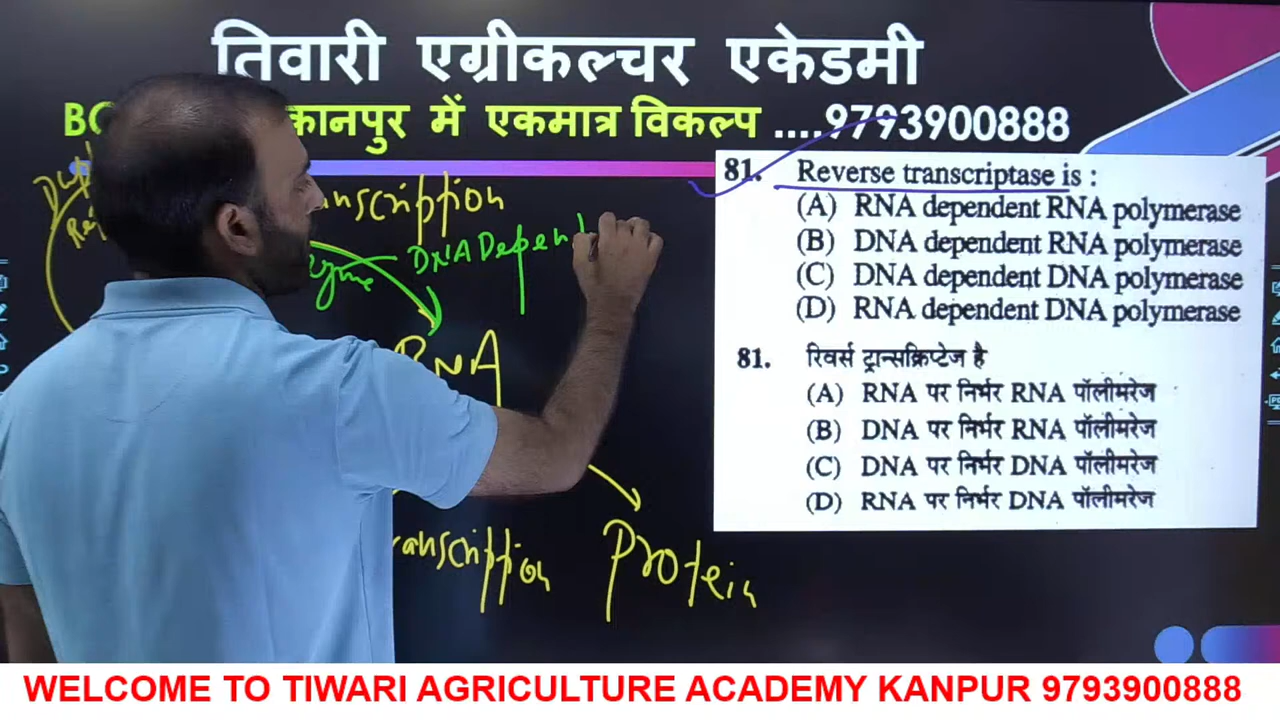 तिवारी एग्रीकल्चर एकेडमी
कानपुर में एकमात्र विकल्प ....9793900888
81. Reverse transcriptase is :
(A) RNA dependent RNA polymerase
(B) DNA dependent RNA polymerase
(C) DNA dependent DNA polymerase
(D) RNA dependent DNA polymerase
81. रिवर्स ट्रान्सक्रिप्टेज है
(A) RNA पर निर्भर RNA पॉलीमरेज
(B) DNA पर निर्भर RNA पॉलीमरेज
(C) DNA पर निर्भर DNA पॉलीमरेज
(D) RNA पर निर्भर DNA पॉलीमरेज
anscription
DNA Depen
RNA
ranscription
Protein
WELCOME TO TIWARI AGRICULTURE ACADEMY KANPUR 9793900888